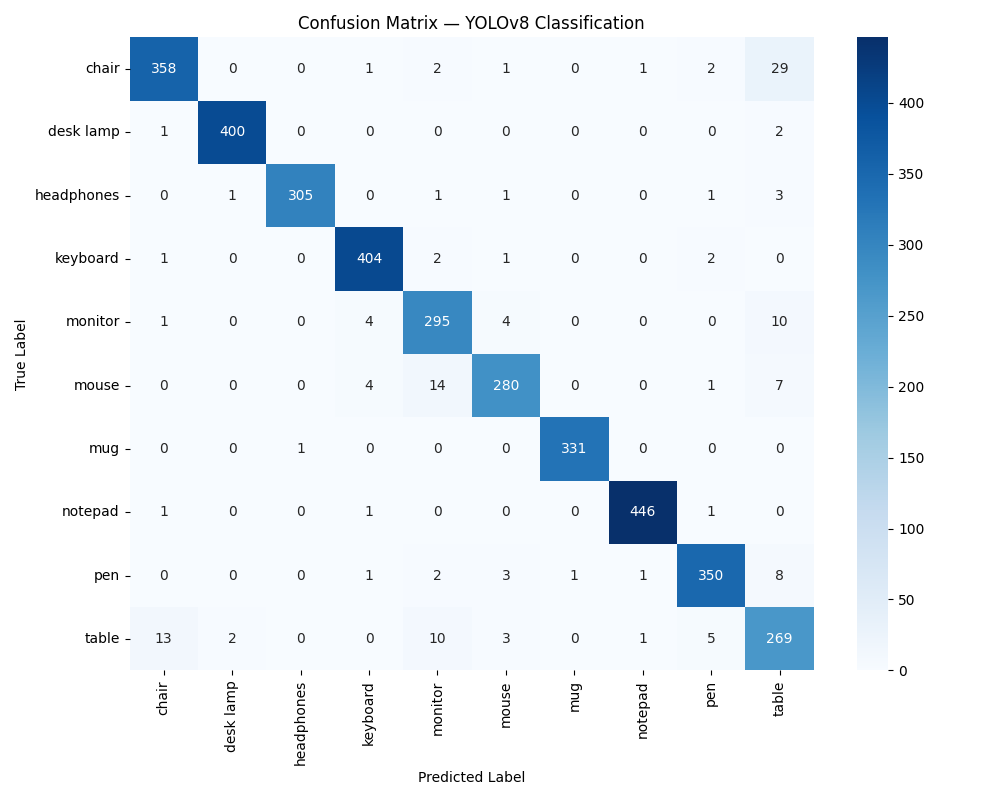 Confusion Matrix — YOLOv8 Classification
True Label
chair 358 0 0 1 2 1 0 1 2 29
desk lamp 1 400 0 0 0 0 0 0 0 2
headphones 0 1 305 0 1 1 0 0 1 3
keyboard 1 0 0 404 2 1 0 0 2 0
monitor 1 0 0 4 295 4 0 0 0 10
mouse 0 0 0 4 14 280 0 0 1 7
mug 0 0 1 0 0 0 331 0 0 0
notepad 1 0 0 1 0 0 0 446 1 0
pen 0 0 0 1 2 3 1 1 350 8
table 13 2 0 0 10 3 0 1 5 269
chair desk lamp headphones keyboard monitor mouse mug notepad pen table
Predicted Label
400
350
300
250
200
150
100
50
0